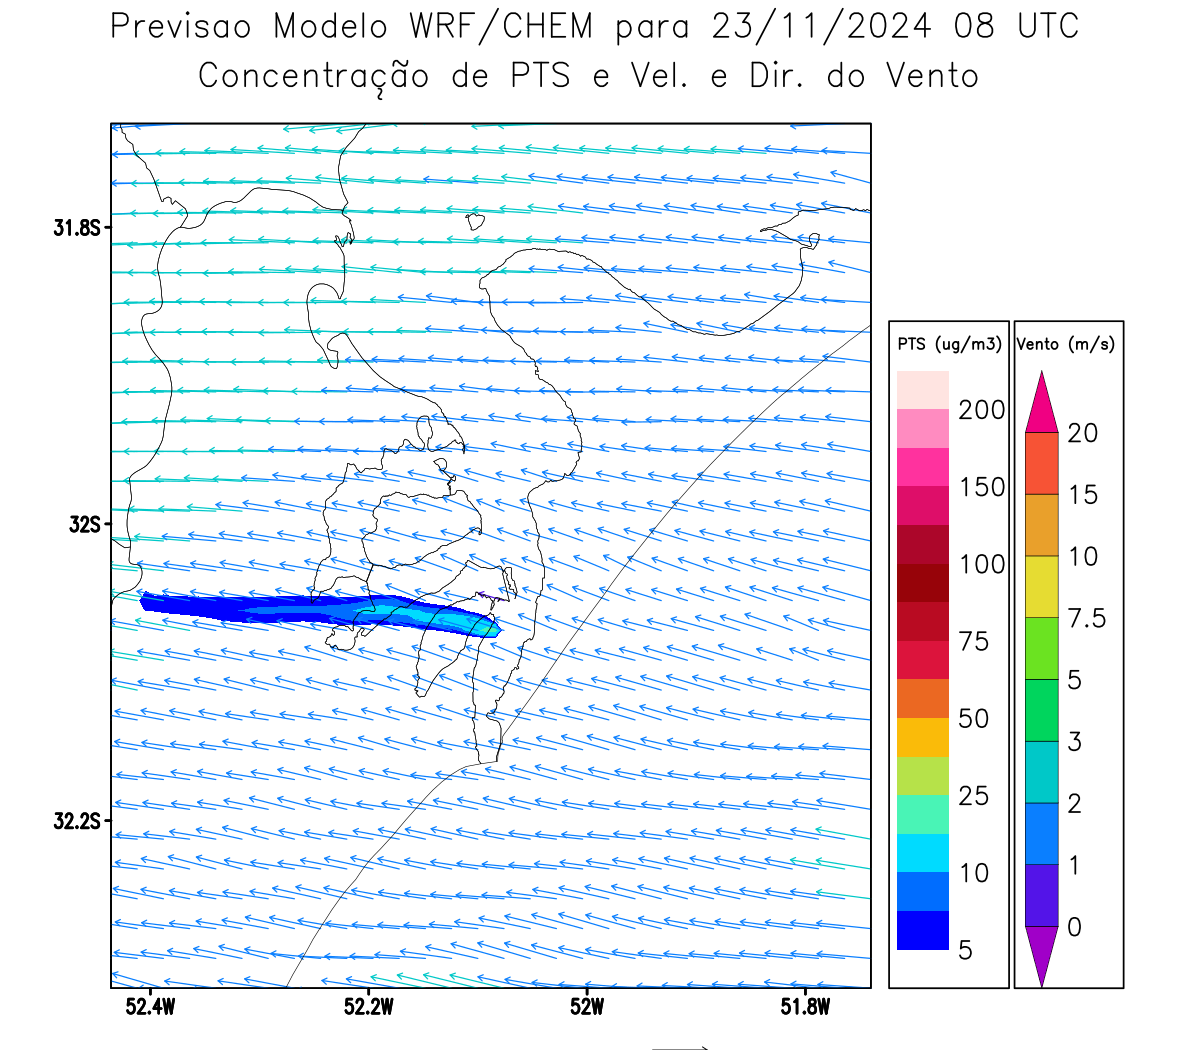 Previsao Modelo WRF/CHEM para 23/11/2024 08 UTC
Concentração de PTS e Vel. e Dir. do Vento
31.8S
32S
32.2S
52.4W 52.2W 52W 51.8W
PTS (ug/m3)
200
150
100
75
50
25
10
5
Vento (m/s)
20
15
10
7.5
5
3
2
1
0